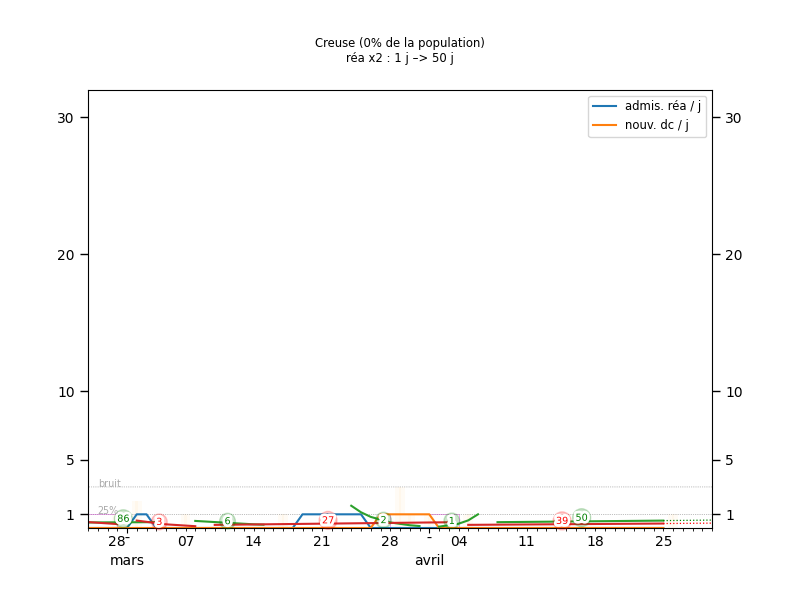 Creuse (0% de la population)
réa x2 : 1 j –> 50 j
admis. réa / j
nouv. dc / j
30 30
20 20
10 10
5 5
bruit
25%
1 1
86 3 6 27 2 1 39 50
28 - 07 14 21 28 - 04 11 18 25
mars avril